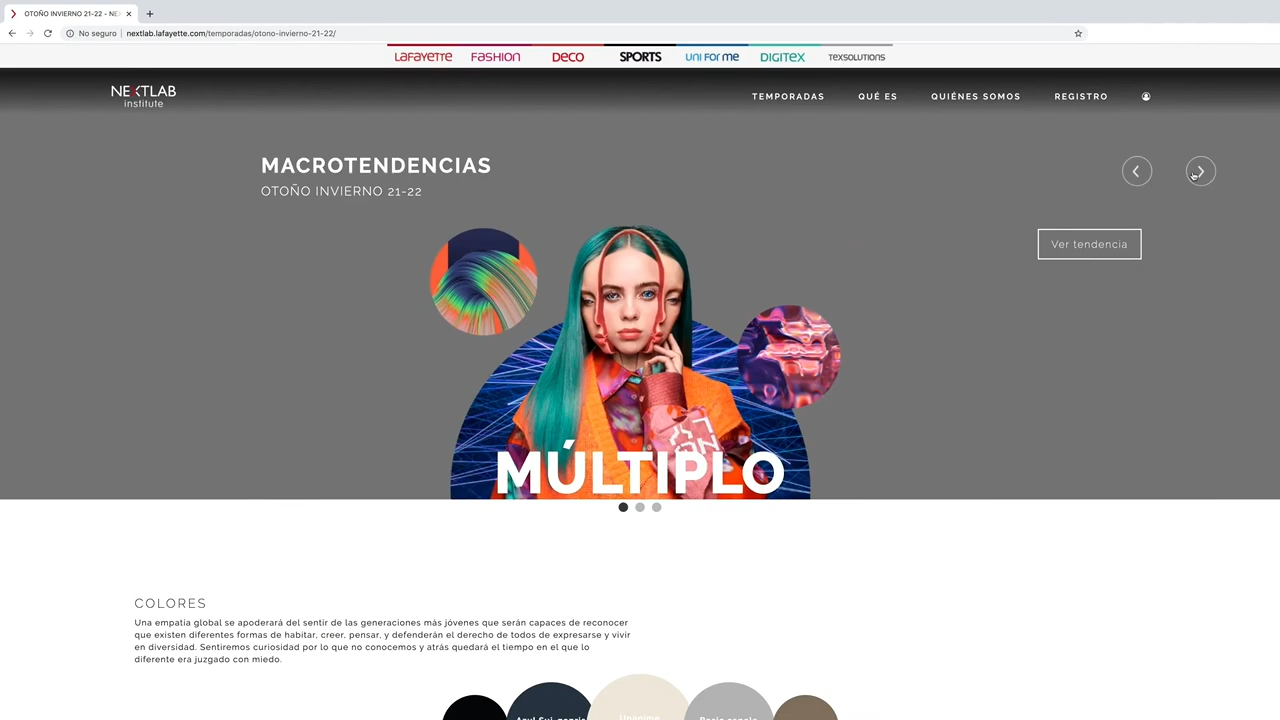 OTOÑO INVIERNO 21-22 - NEX
No seguro
nextlab.lafayette.com/temporadas/otono-invierno-21-22/
LAFAYETTE FASHION DECO SPORTS UNI FOR ME DIGITEX TEXSOLUTIONS
NEXTLAB
institute
TEMPORADAS QUÉ ES QUIÉNES SOMOS REGISTRO
MACROTENDENCIAS
OTOÑO INVIERNO 21-22
Ver tendencia
MÚLTIPLO
COLORES
Una empatía global se apoderará del sentir de las generaciones más jóvenes que serán capaces de reconocer
que existen diferentes formas de habitar, creer, pensar, y defenderán el derecho de todos de expresarse y vivir
en diversidad. Sentiremos curiosidad por lo que no conocemos y atrás quedará el tiempo en el que lo
diferente era juzgado con miedo.